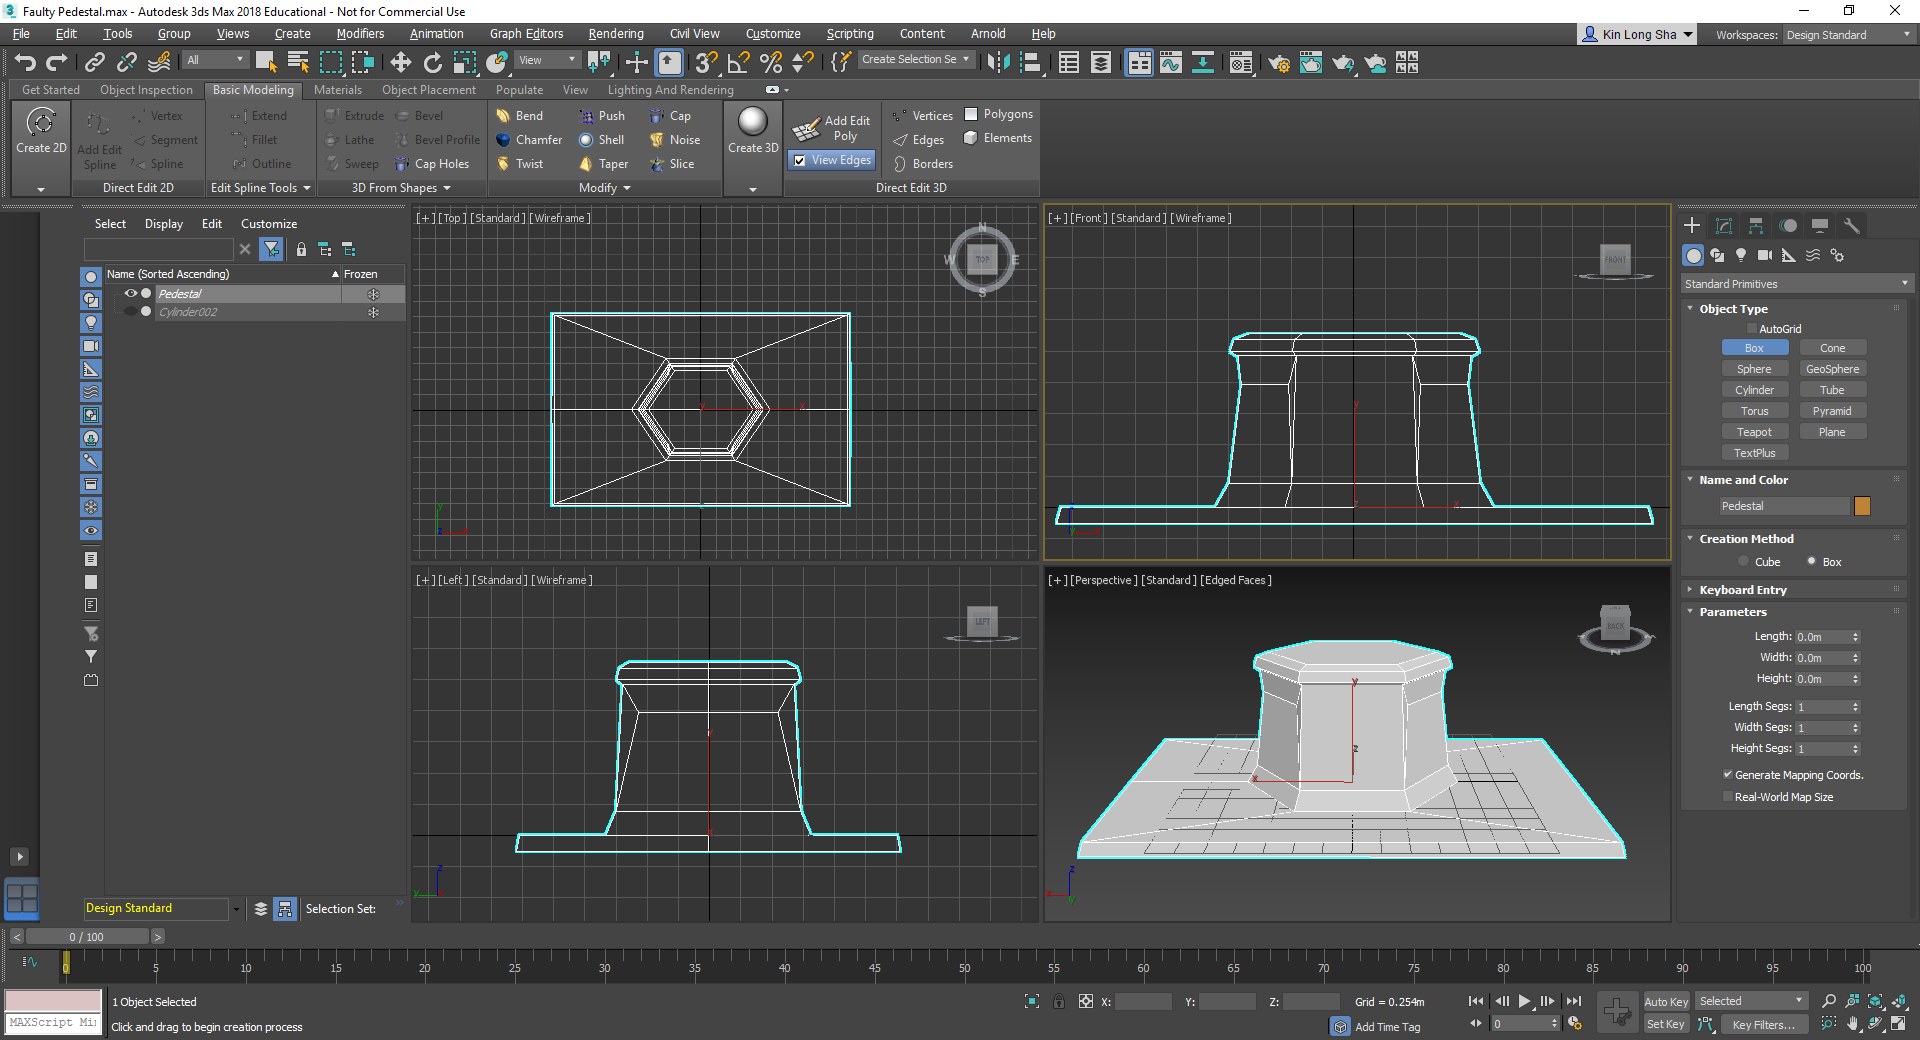 Faulty Pedestal.max - Autodesk 3ds Max 2018 Educational - Not for Commercial Use
File Edit Tools Group Views Create Modifiers Animation Graph Editors Rendering Civil View Customize Scripting Content Arnold Help
Kin Long Sha Workspaces: Design Standard
All View Create Selection Se
Get Started Object Inspection Basic Modeling Materials Object Placement Populate View Lighting And Rendering
Create 2D
Add Edit Spline
Vertex
Segment
Spline
Direct Edit 2D
Extend
Fillet
Outline
Edit Spline Tools
Extrude Bevel
Lathe Bevel Profile
Sweep Cap Holes
3D From Shapes
Bend Push Cap
Chamfer Shell Noise
Twist Taper Slice
Modify
Create 3D
Add Edit
Poly
View Edges
Vertices Polygons
Edges Elements
Borders
Direct Edit 3D
Select Display Edit Customize
Name (Sorted Ascending) Frozen
Pedestal
Cylinder002
Design Standard Selection Set:
[+] [Top] [Standard] [Wireframe]
N
W TOP E
S
[+] [Front] [Standard] [Wireframe]
FRONT
[+] [Left] [Standard] [Wireframe]
LEFT
[+] [Perspective] [Standard] [Edged Faces]
BACK
N
Standard Primitives
Object Type
AutoGrid
Box Cone
Sphere GeoSphere
Cylinder Tube
Torus Pyramid
Teapot Plane
TextPlus
Name and Color
Pedestal
Creation Method
Cube Box
Keyboard Entry
Parameters
Length: 0.0m
Width: 0.0m
Height: 0.0m
Length Segs: 1
Width Segs: 1
Height Segs: 1
Generate Mapping Coords.
Real-World Map Size
< 0 / 100 >
0 5 10 15 20 25 30 35 40 45 50 55 60 65 70 75 80 85 90 95 100
1 Object Selected X: Y: Z: Grid = 0.254m Auto Key Selected
MAXScript Mi Click and drag to begin creation process Add Time Tag 0 Set Key Key Filters...